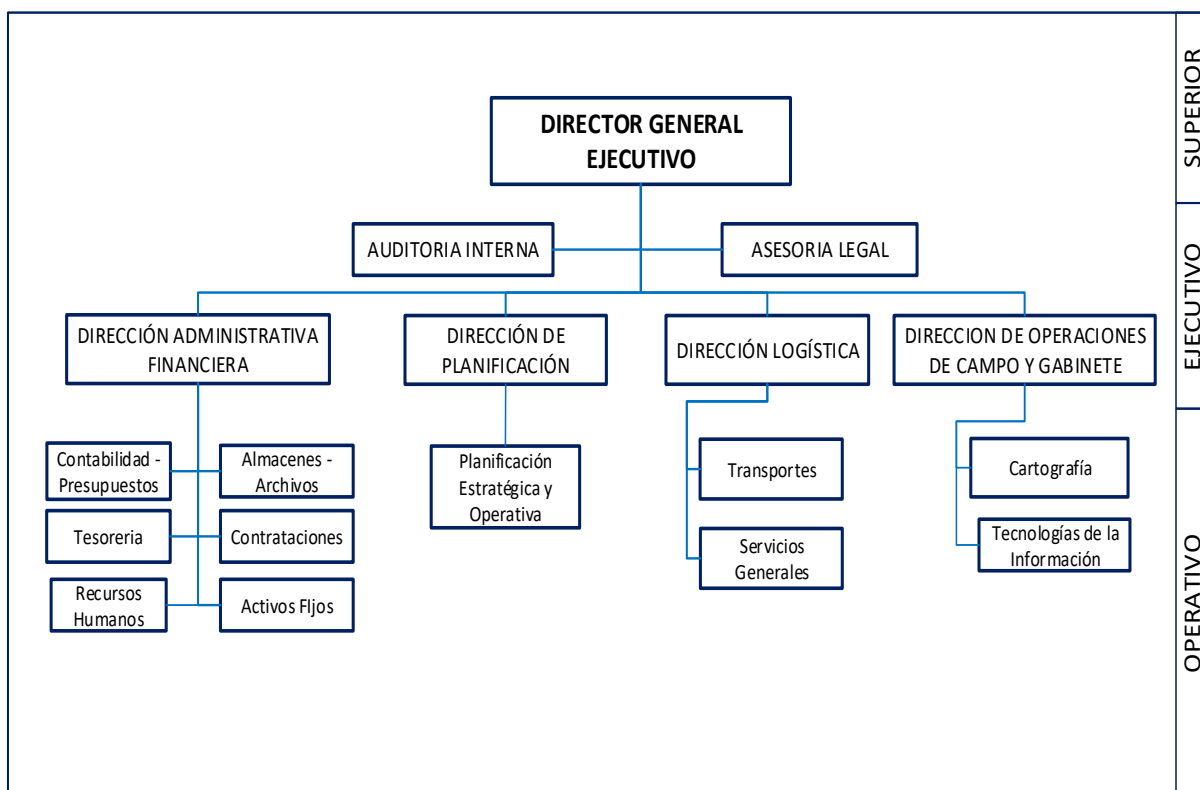 DIRECTOR GENERAL
EJECUTIVO
SUPERIOR
AUDITORIA INTERNA
ASESORIA LEGAL
EJECUTIVO
DIRECCIÓN ADMINISTRATIVA
FINANCIERA
DIRECCIÓN DE
PLANIFICACIÓN
DIRECCIÓN LOGÍSTICA
DIRECCION DE OPERACIONES
DE CAMPO Y GABINETE
OPERATIVO
Contabilidad -
Presupuestos
Almacenes -
Archivos
Tesoreria
Contrataciones
Recursos
Humanos
Activos FIjos
Planificación
Estratégica y
Operativa
Transportes
Servicios
Generales
Cartografía
Tecnologías de la
Información